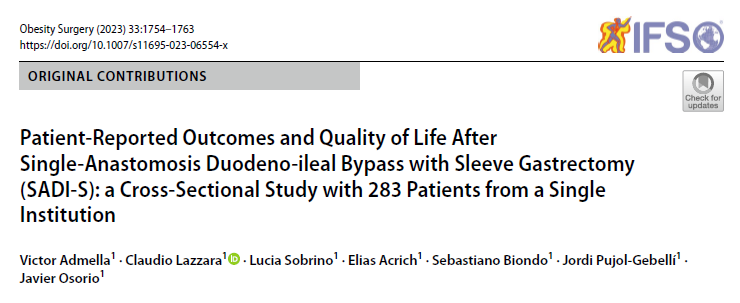 Obesity Surgery (2023) 33:1754–1763
https://doi.org/10.1007/s11695-023-06554-x
IFSO
ORIGINAL CONTRIBUTIONS
Check for
updates
Patient-Reported Outcomes and Quality of Life After
Single-Anastomosis Duodeno-ileal Bypass with Sleeve Gastrectomy
(SADI-S): a Cross-Sectional Study with 283 Patients from a Single
Institution
Victor Admella1 · Claudio Lazzara1 iD · Lucia Sobrino1 · Elias Acrich1 · Sebastiano Biondo1 · Jordi Pujol-Gebellí1 ·
Javier Osorio1